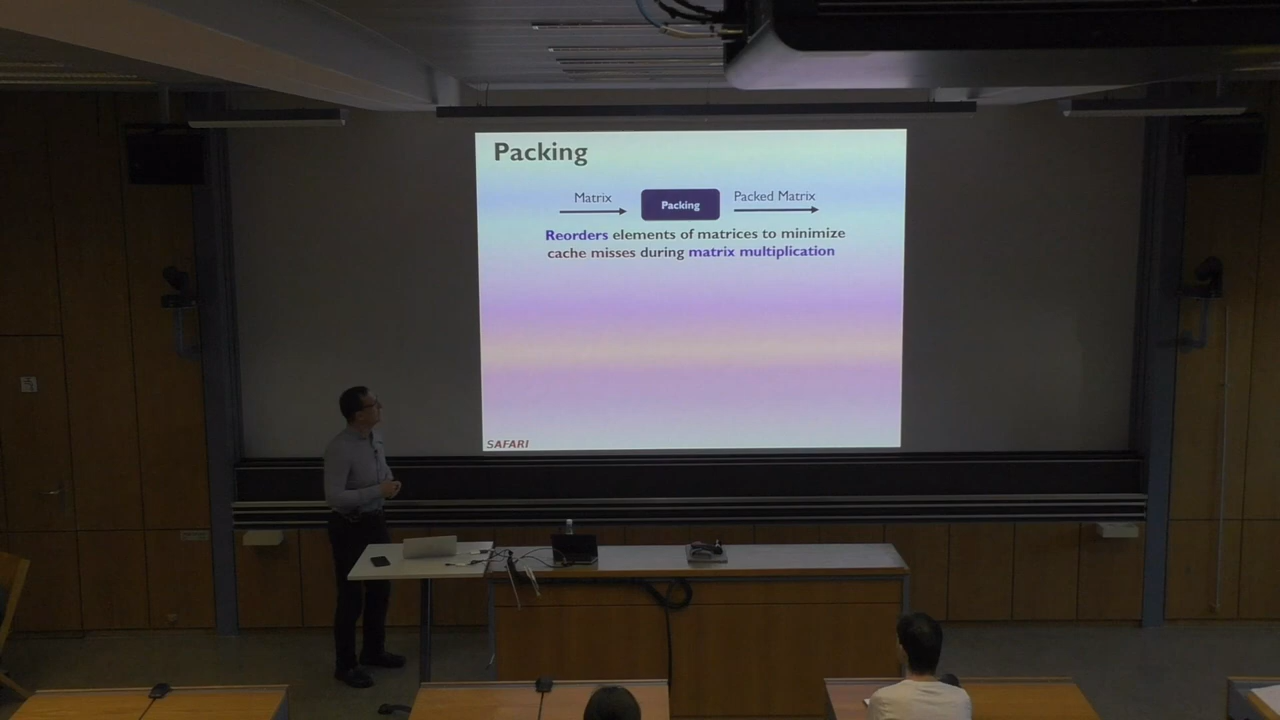 Packing
Matrix
Packing
Packed Matrix
Reorders elements of matrices to minimize
cache misses during matrix multiplication
SAFARI